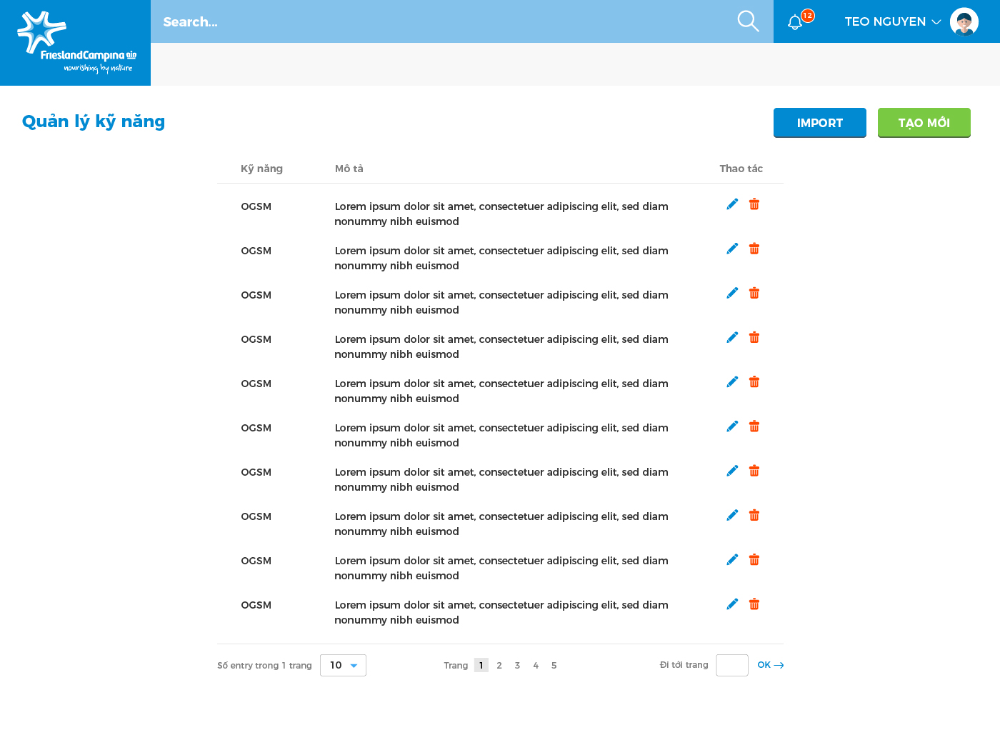 Search...
12
TEO NGUYEN
FrieslandCampina
nourishing by nature
Quản lý kỹ năng
IMPORT
TẠO MỚI
Kỹ năng Mô tả Thao tác
OGSM Lorem ipsum dolor sit amet, consectetuer adipiscing elit, sed diam
nonummy nibh euismod
OGSM Lorem ipsum dolor sit amet, consectetuer adipiscing elit, sed diam
nonummy nibh euismod
OGSM Lorem ipsum dolor sit amet, consectetuer adipiscing elit, sed diam
nonummy nibh euismod
OGSM Lorem ipsum dolor sit amet, consectetuer adipiscing elit, sed diam
nonummy nibh euismod
OGSM Lorem ipsum dolor sit amet, consectetuer adipiscing elit, sed diam
nonummy nibh euismod
OGSM Lorem ipsum dolor sit amet, consectetuer adipiscing elit, sed diam
nonummy nibh euismod
OGSM Lorem ipsum dolor sit amet, consectetuer adipiscing elit, sed diam
nonummy nibh euismod
OGSM Lorem ipsum dolor sit amet, consectetuer adipiscing elit, sed diam
nonummy nibh euismod
OGSM Lorem ipsum dolor sit amet, consectetuer adipiscing elit, sed diam
nonummy nibh euismod
OGSM Lorem ipsum dolor sit amet, consectetuer adipiscing elit, sed diam
nonummy nibh euismod
Số entry trong 1 trang 10 Trang 1 2 3 4 5 Đi tới trang OK